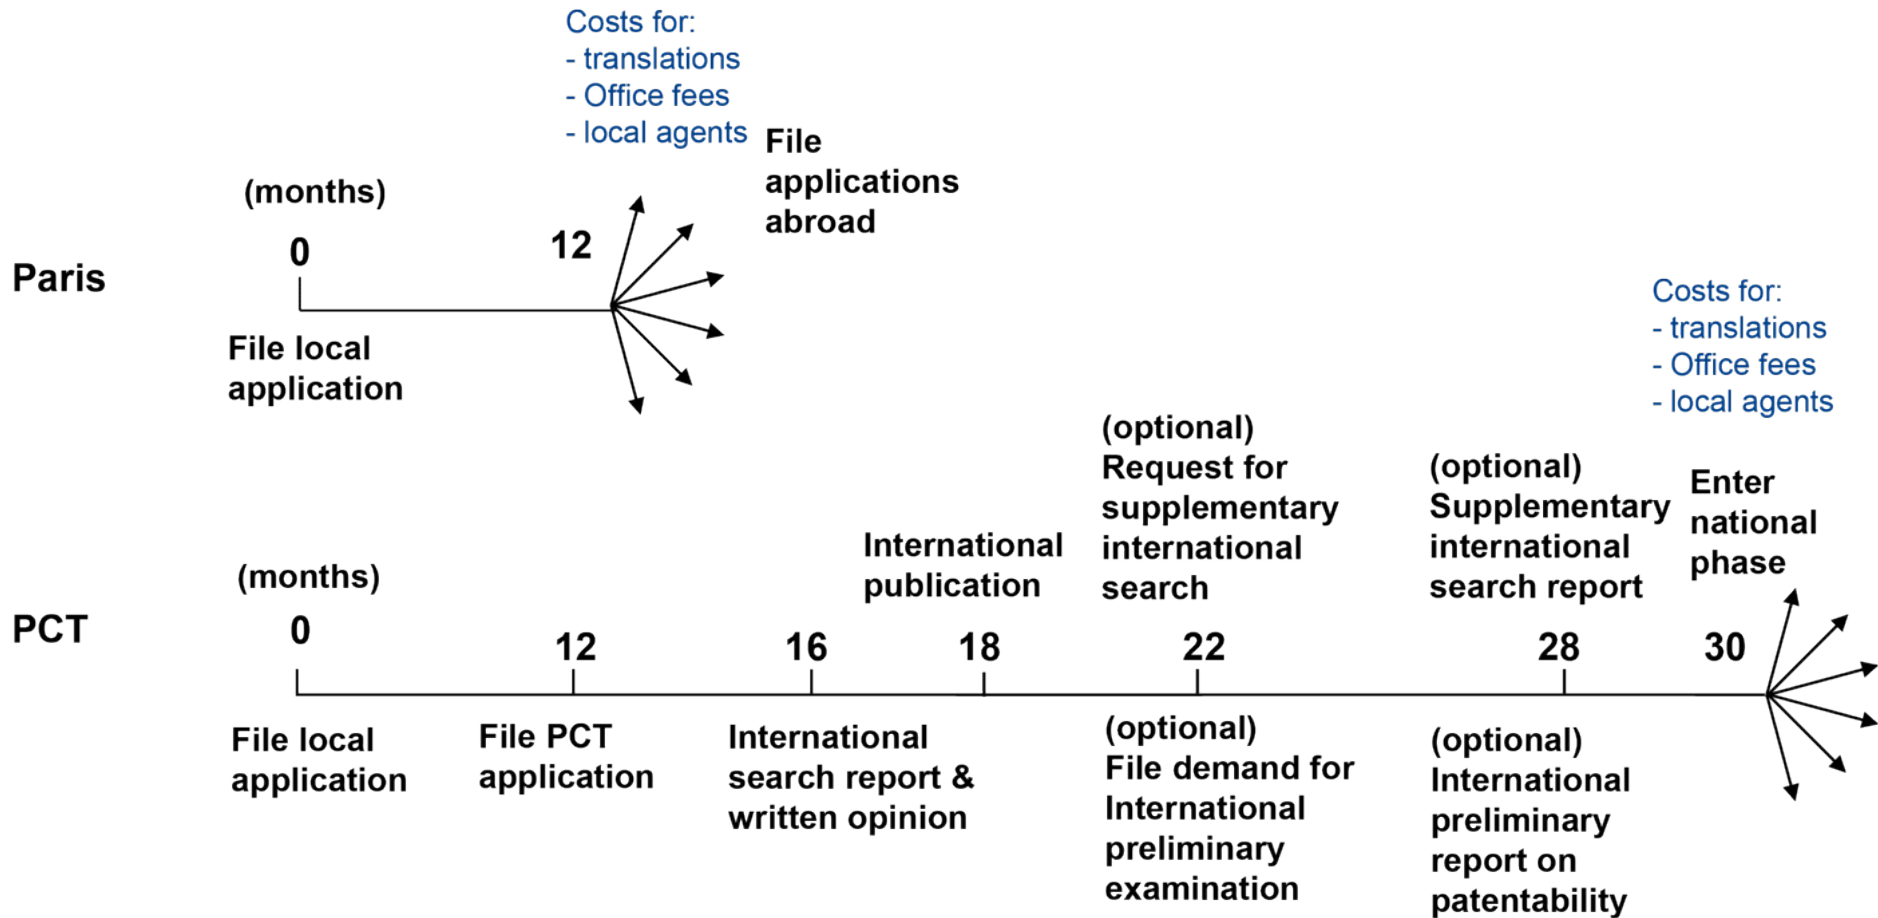 Costs for:
- translations
- Office fees
- local agents
File
applications
abroad
(months)
0
12
Paris
File local
application
Costs for:
- translations
- Office fees
- local agents
(optional)
Request for
supplementary
international
search
(optional)
Supplementary
international
search report
Enter
national
phase
International
publication
(months)
PCT
0
12
16
18
22
28
30
File local
application
File PCT
application
International
search report &
written opinion
(optional)
File demand for
International
preliminary
examination
(optional)
International
preliminary
report on
patentability